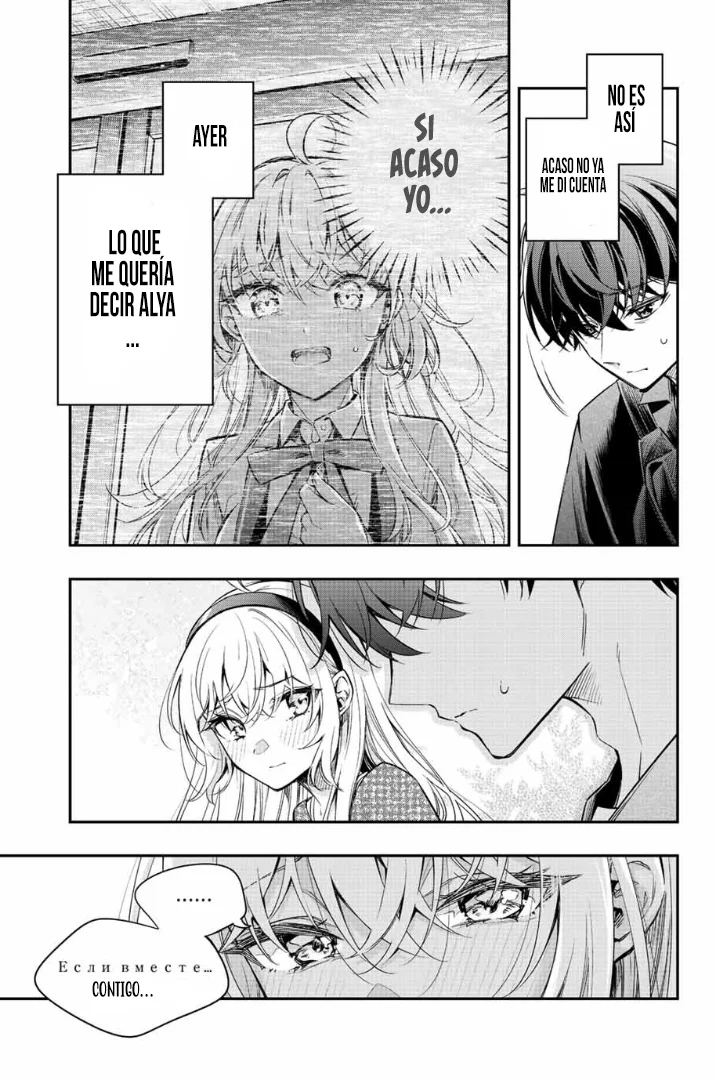 NO ES
ASÍ
ACASO NO YA
ME DI CUENTA
SI
ACASO
YO...
AYER
LO QUE
ME QUERÍA
DECIR ALYA
...
......
Если вместе...
CONTIGO...